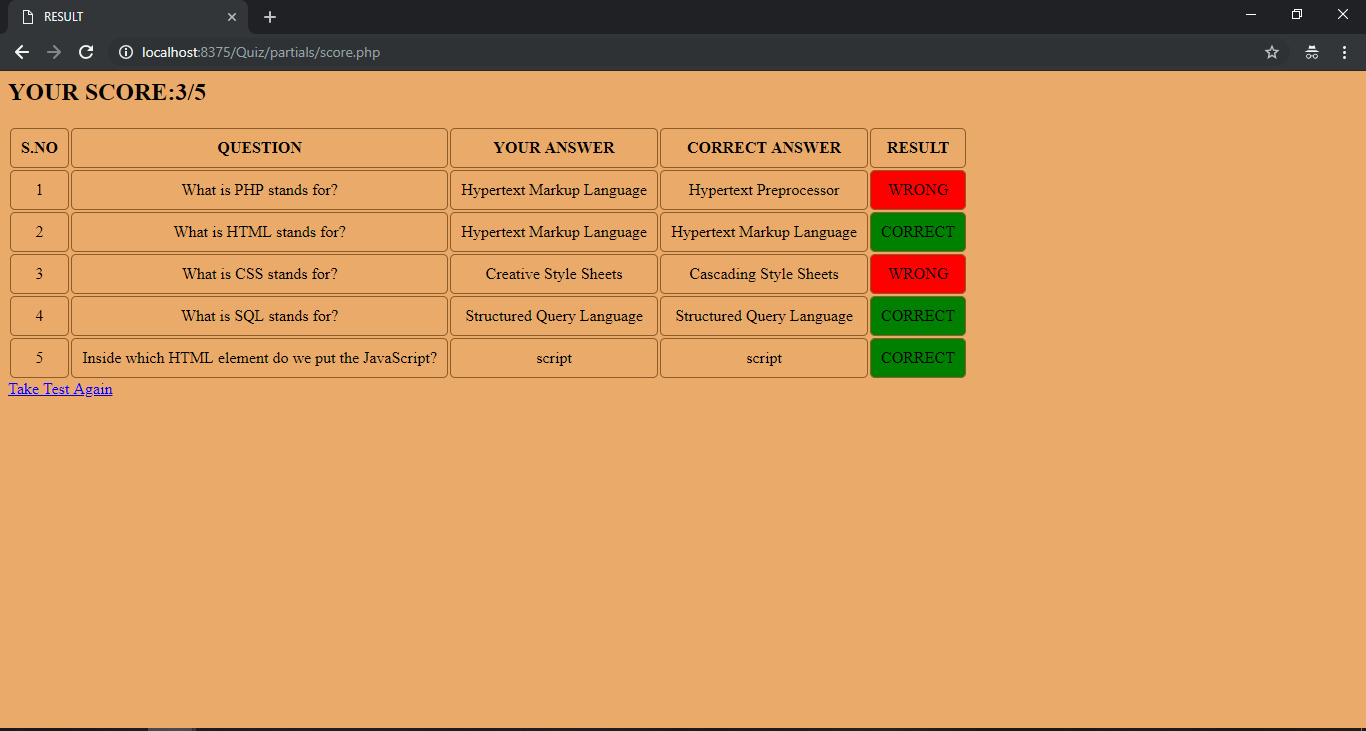 RESULT
localhost:8375/Quiz/partials/score.php
YOUR SCORE:3/5
S.NO QUESTION YOUR ANSWER CORRECT ANSWER RESULT
1 What is PHP stands for? Hypertext Markup Language Hypertext Preprocessor WRONG
2 What is HTML stands for? Hypertext Markup Language Hypertext Markup Language CORRECT
3 What is CSS stands for? Creative Style Sheets Cascading Style Sheets WRONG
4 What is SQL stands for? Structured Query Language Structured Query Language CORRECT
5 Inside which HTML element do we put the JavaScript? script script CORRECT
Take Test Again